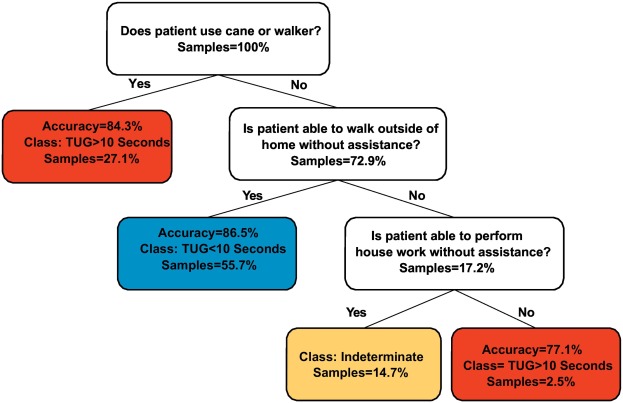 Does patient use cane or walker?
Samples=100%
Yes
No
Accuracy=84.3%
Class: TUG>10 Seconds
Samples=27.1%
Is patient able to walk outside of
home without assistance?
Samples=72.9%
Yes
No
Accuracy=86.5%
Class: TUG<10 Seconds
Samples=55.7%
Is patient able to perform
house work without assistance?
Samples=17.2%
Yes
No
Class: Indeterminate
Samples=14.7%
Accuracy=77.1%
Class= TUG>10 Seconds
Samples=2.5%